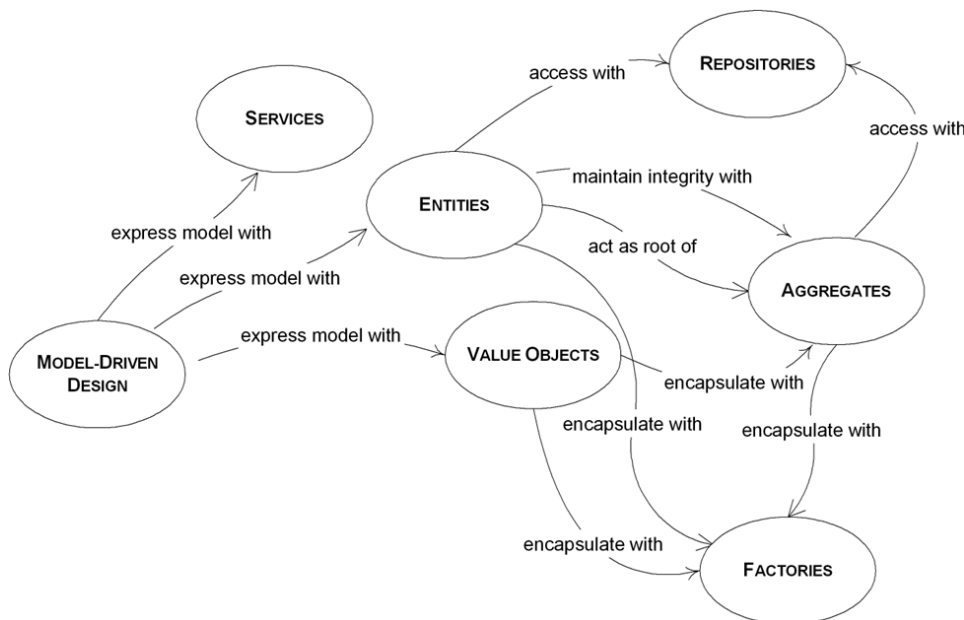 REPOSITORIES
access with
SERVICES
access with
maintain integrity with
ENTITIES
express model with
act as root of
express model with
AGGREGATES
express model with
VALUE OBJECTS
MODEL-DRIVEN
DESIGN
encapsulate with
encapsulate with
encapsulate with
encapsulate with
FACTORIES